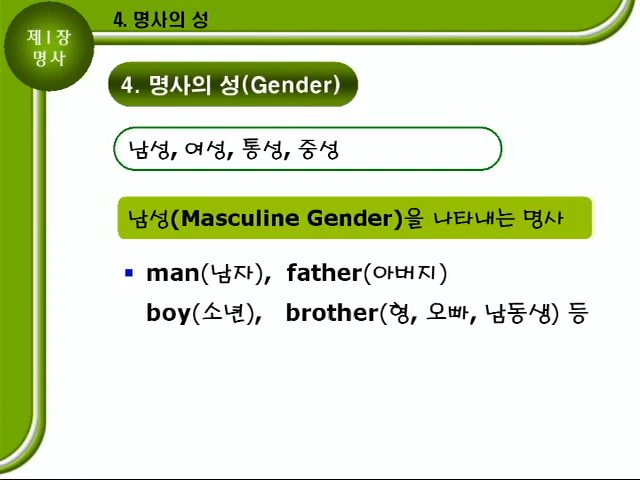 4. 명사의 성
제 I 장
명사
4. 명사의 성(Gender)
남성, 여성, 통성, 중성
남성(Masculine Gender)을 나타내는 명사
man(남자), father(아버지)
boy(소년), brother(형, 오빠, 남동생) 등